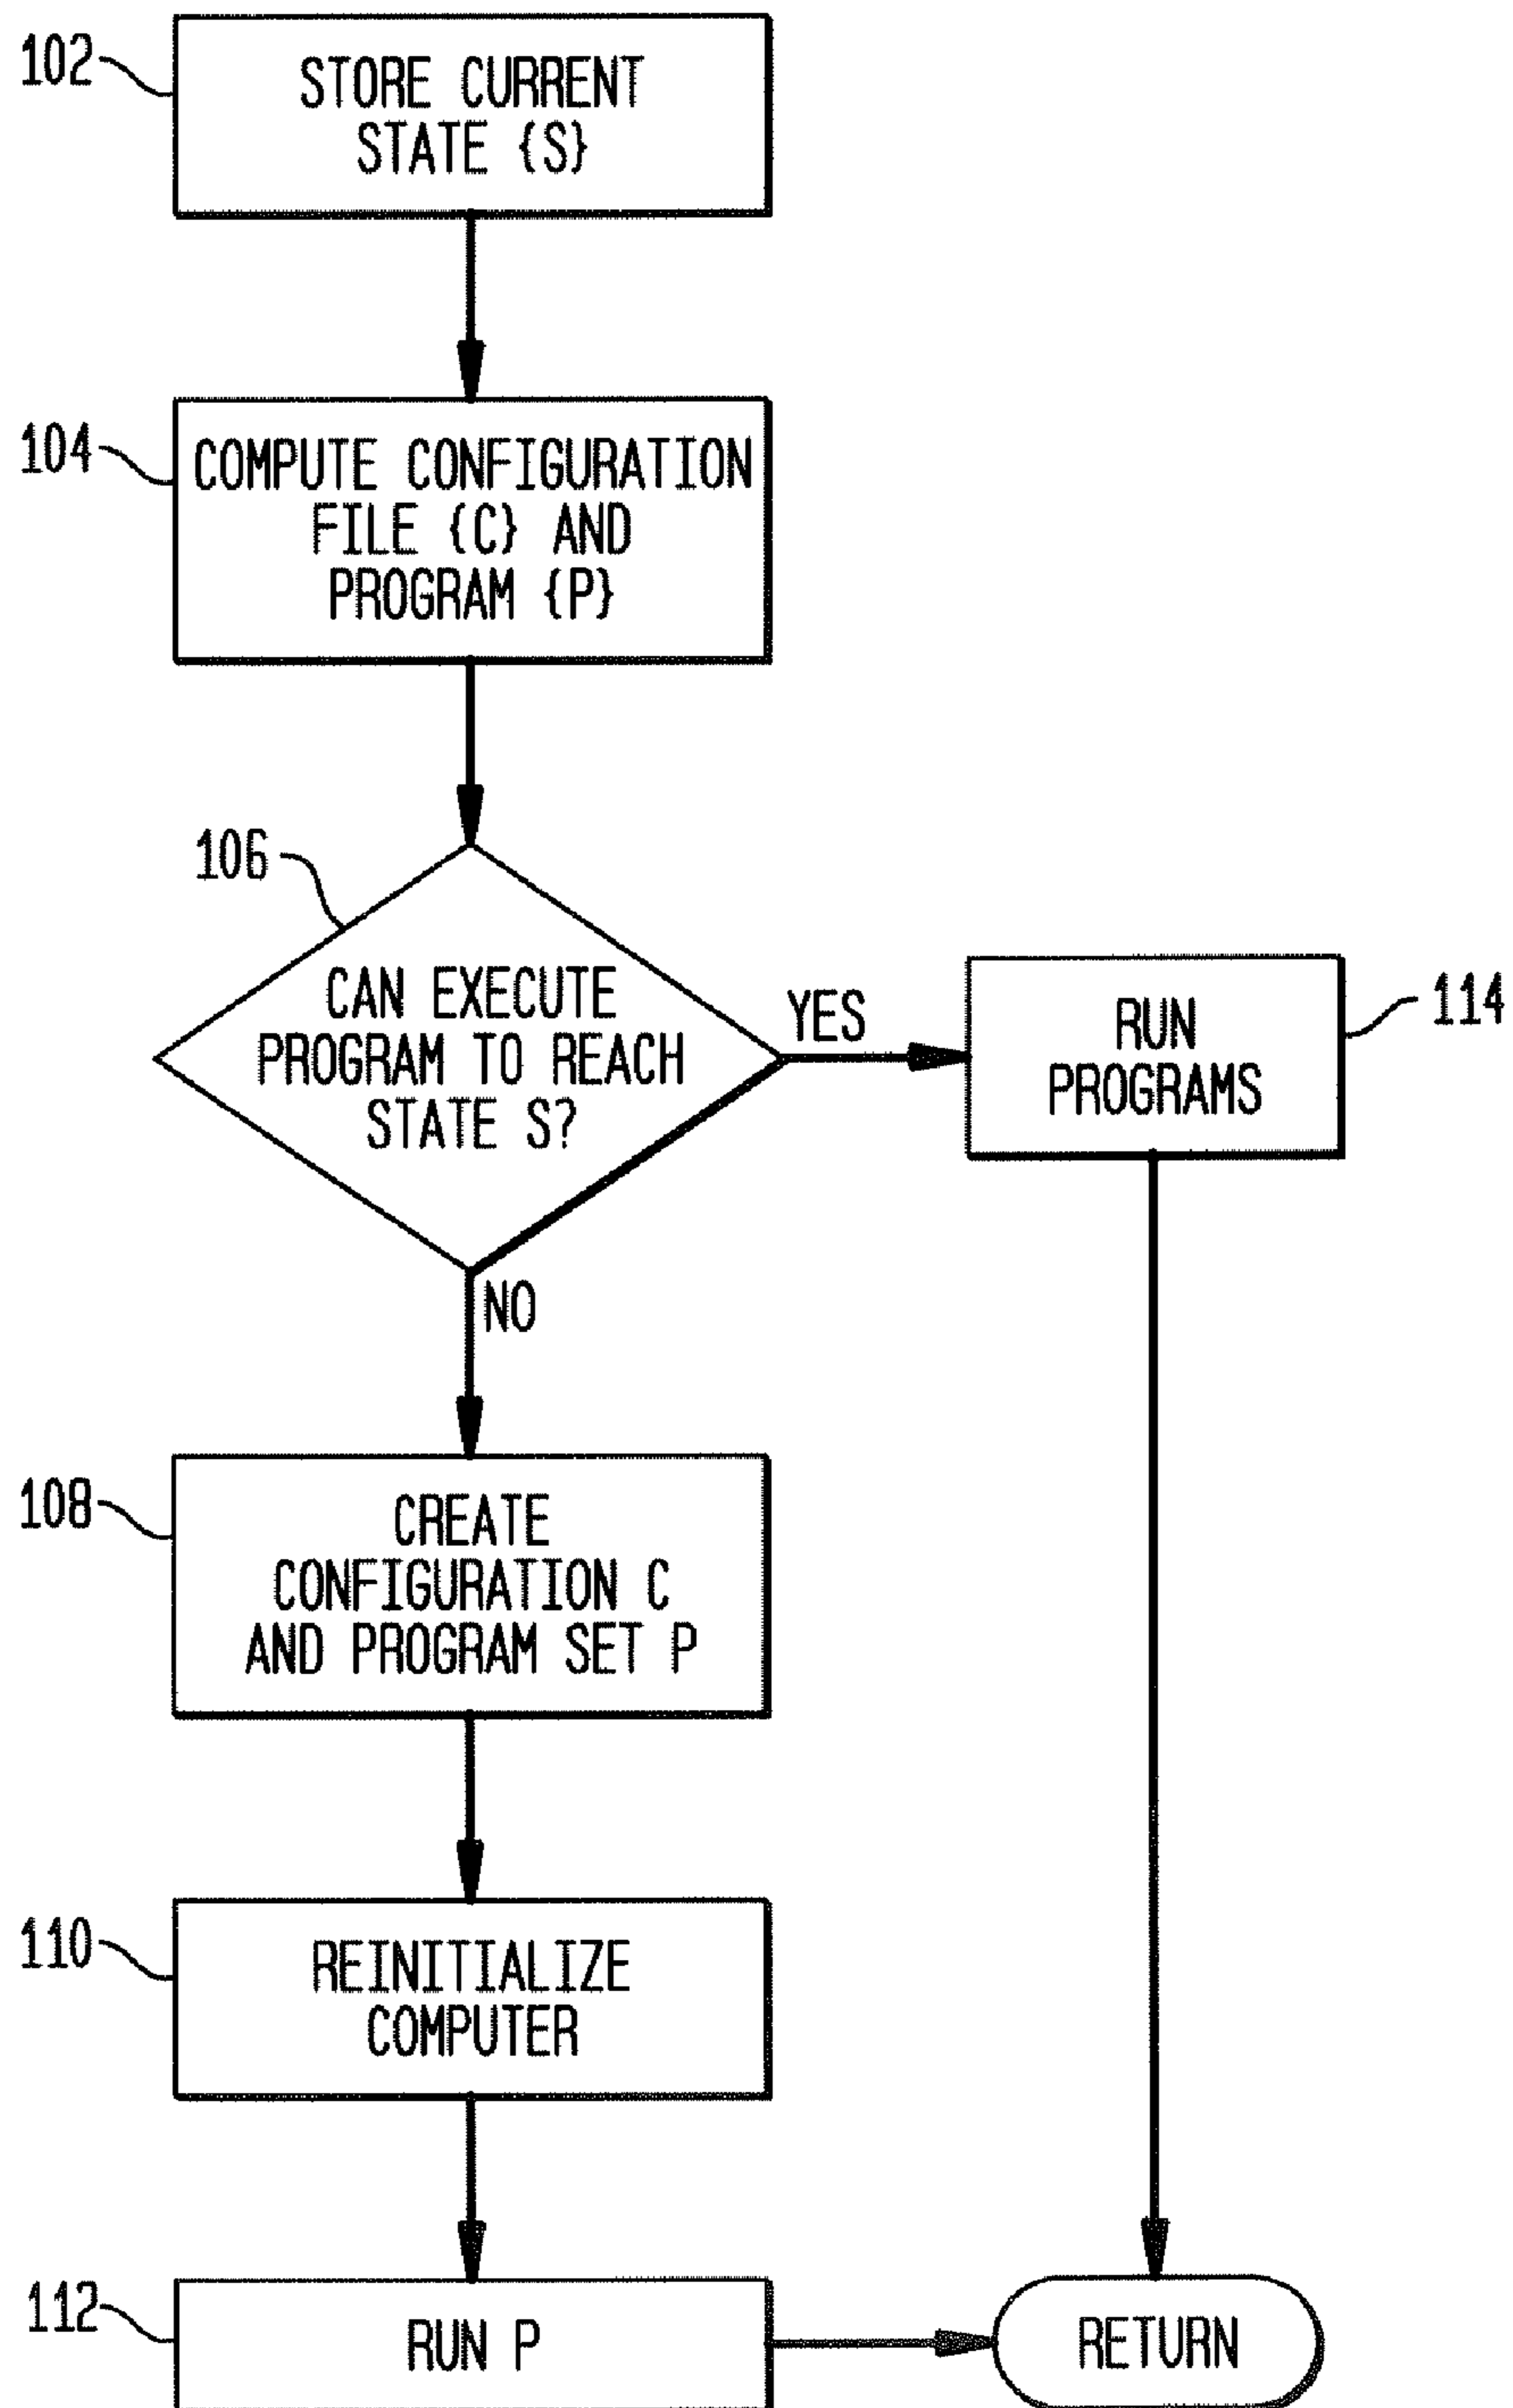 102
STORE CURRENT
STATE {S}
104
COMPUTE CONFIGURATION
FILE {C} AND
PROGRAM {P}
106
CAN EXECUTE
PROGRAM TO REACH
STATE S?
YES
RUN
PROGRAMS
114
NO
108
CREATE
CONFIGURATION C
AND PROGRAM SET P
110
REINITIALIZE
COMPUTER
112
RUN P
RETURN